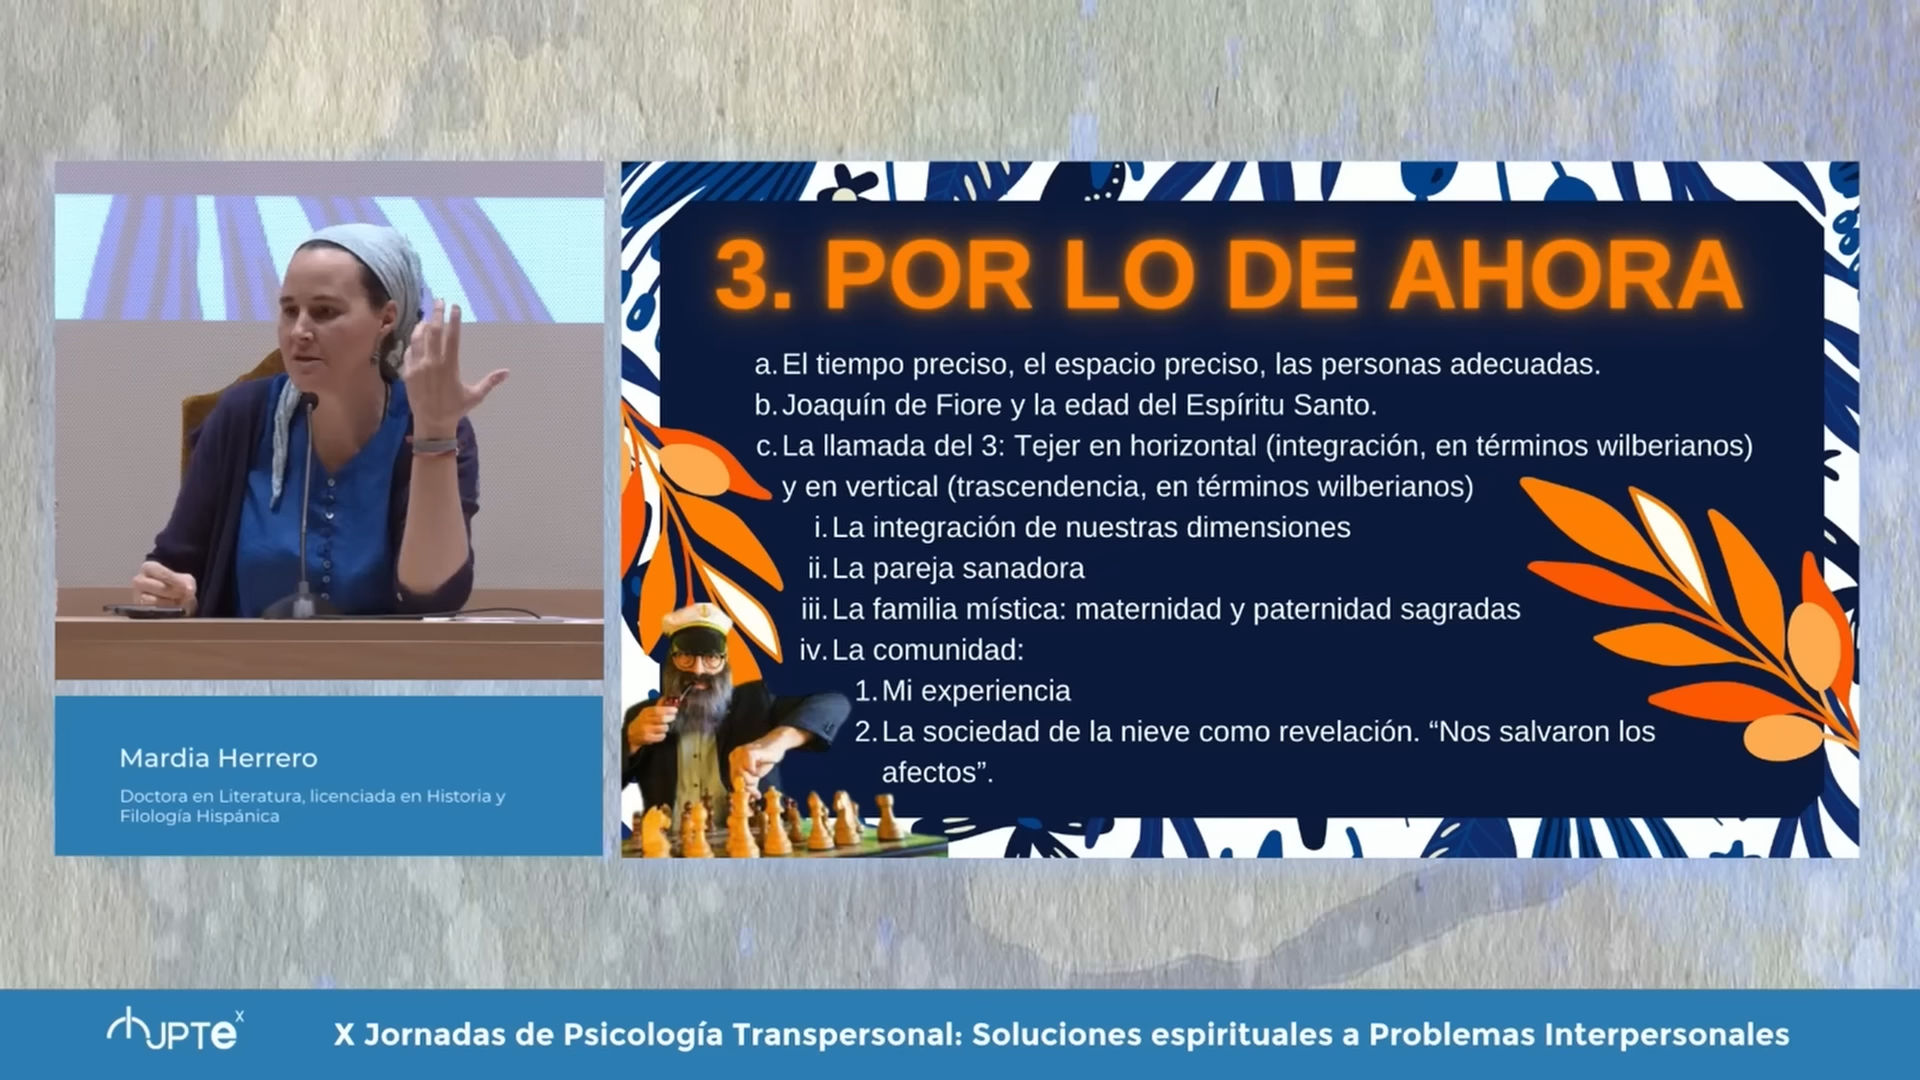 3. POR LO DE AHORA
a. El tiempo preciso, el espacio preciso, las personas adecuadas.
b. Joaquín de Fiore y la edad del Espíritu Santo.
c. La llamada del 3: Tejer en horizontal (integración, en términos wilberianos)
y en vertical (trascendencia, en términos wilberianos)
i. La integración de nuestras dimensiones
ii. La pareja sanadora
iii. La familia mística: maternidad y paternidad sagradas
iv. La comunidad:
1. Mi experiencia
2. La sociedad de la nieve como revelación. “Nos salvaron los
afectos”.
Mardia Herrero
Doctora en Literatura, licenciada en Historia y
Filología Hispánica
JPTe x
X Jornadas de Psicología Transpersonal: Soluciones espirituales a Problemas Interpersonales